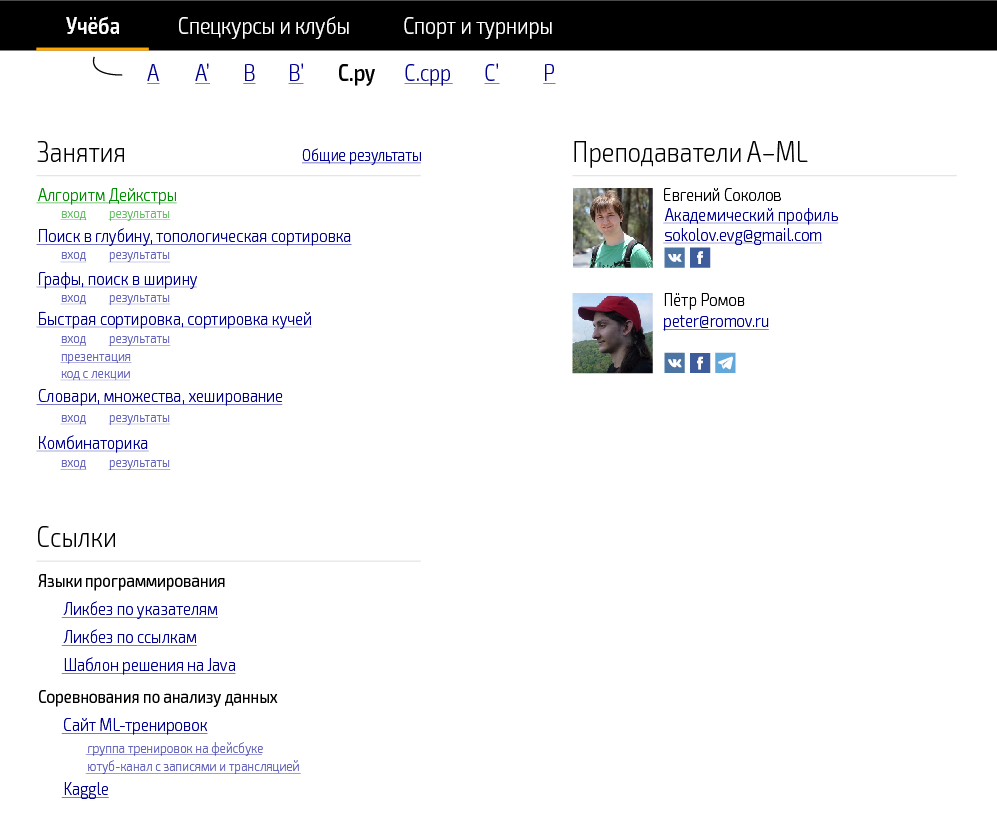 Учёба Спецкурсы и клубы Спорт и турниры
A A' B B' C.py C.cpp C' P
Занятия Общие результаты
Алгоритм Дейкстры
вход результаты
Поиск в глубину, топологическая сортировка
вход результаты
Графы, поиск в ширину
вход результаты
Быстрая сортировка, сортировка кучей
вход результаты
презентация
код с лекции
Словари, множества, хеширование
вход результаты
Комбинаторика
вход результаты
Ссылки
Языки программирования
Ликбез по указателям
Ликбез по ссылкам
Шаблон решения на Java
Соревнования по анализу данных
Сайт ML-тренировок
группа тренировок на фейсбуке
ютуб-канал с записями и трансляцией
Kaggle
Преподаватели A–ML
Евгений Соколов
Академический профиль
sokolov.evg@gmail.com
Пётр Ромов
peter@romov.ru